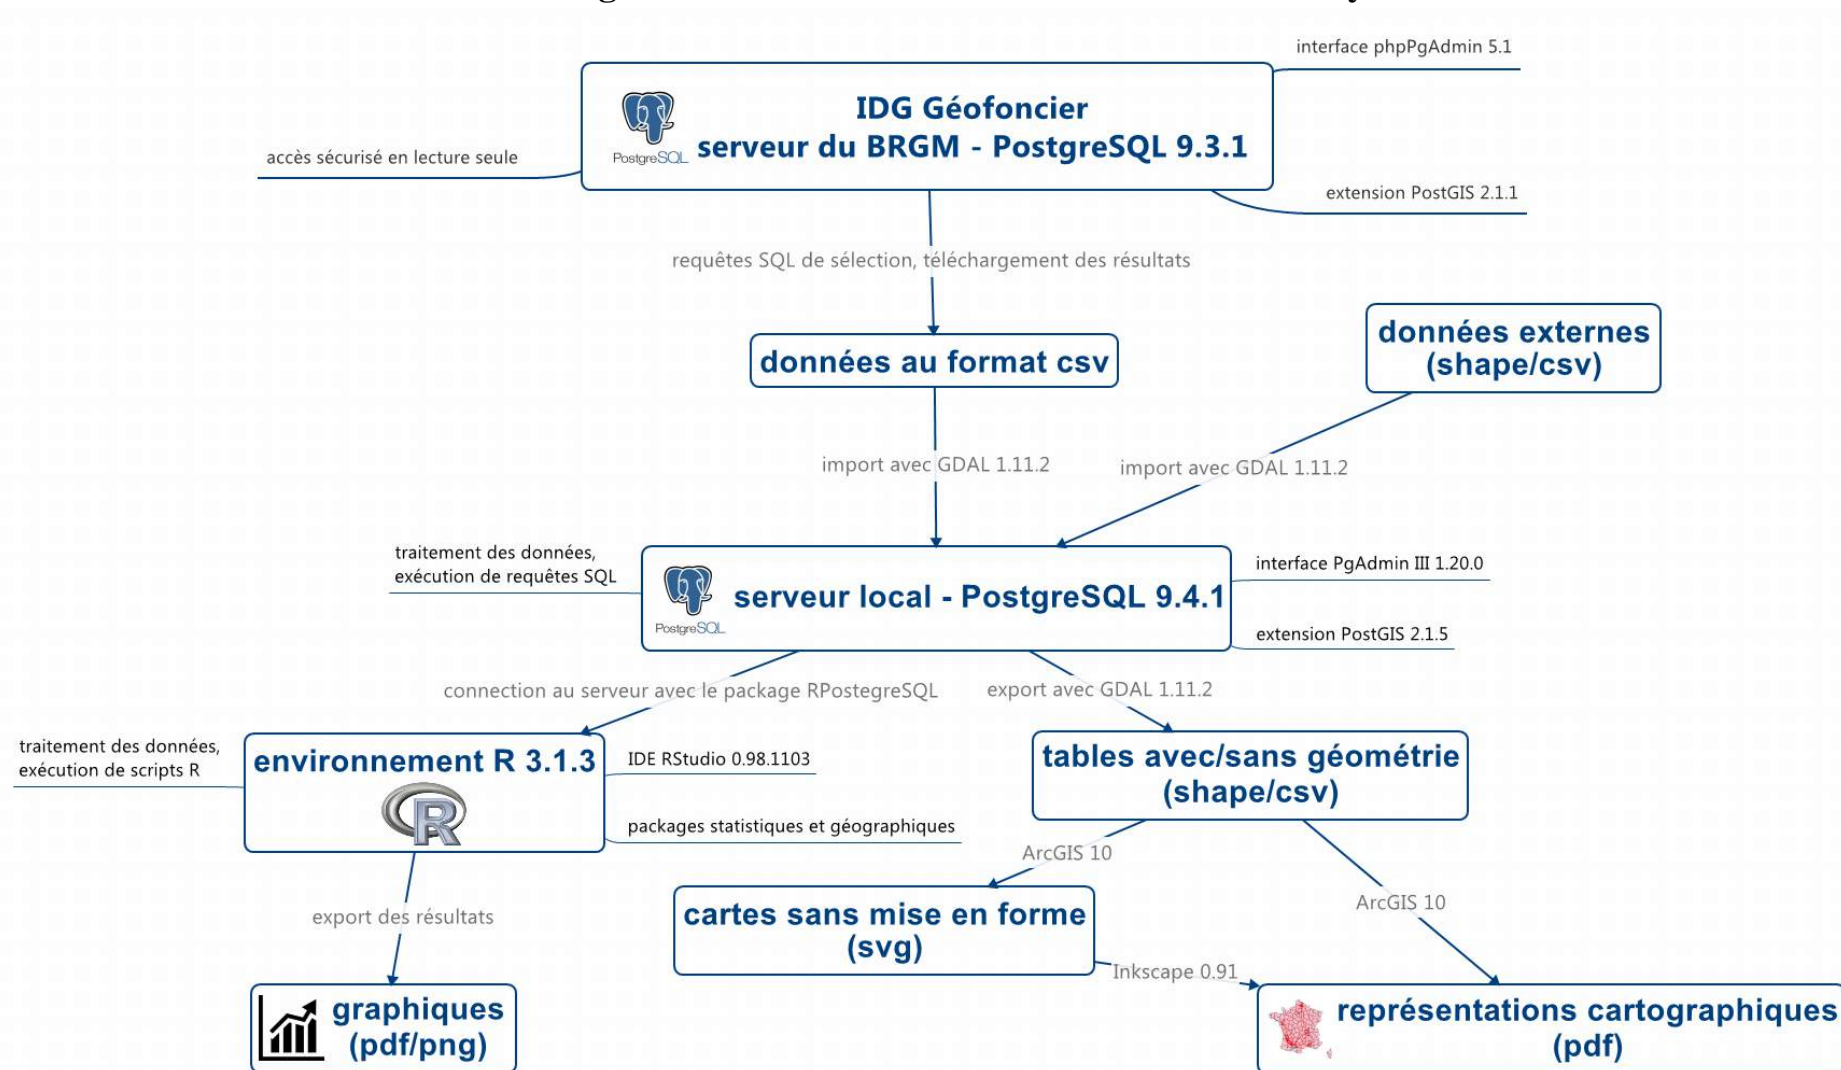 interface phpPgAdmin 5.1
IDG Géofoncier
serveur du BRGM - PostgreSQL 9.3.1
PostgreSQL
accès sécurisé en lecture seule
extension PostGIS 2.1.1
requêtes SQL de sélection, téléchargement des résultats
données au format csv
données externes
(shape/csv)
import avec GDAL 1.11.2
import avec GDAL 1.11.2
traitement des données,
exécution de requêtes SQL
serveur local - PostgreSQL 9.4.1
PostgreSQL
interface PgAdmin III 1.20.0
extension PostGIS 2.1.5
connection au serveur avec le package RPostegreSQL
export avec GDAL 1.11.2
traitement des données,
exécution de scripts R
environnement R 3.1.3
R
IDE RStudio 0.98.1103
packages statistiques et géographiques
tables avec/sans géométrie
(shape/csv)
ArcGIS 10
ArcGIS 10
cartes sans mise en forme
(svg)
export des résultats
Inkscape 0.91
graphiques
(pdf/png)
représentations cartographiques
(pdf)